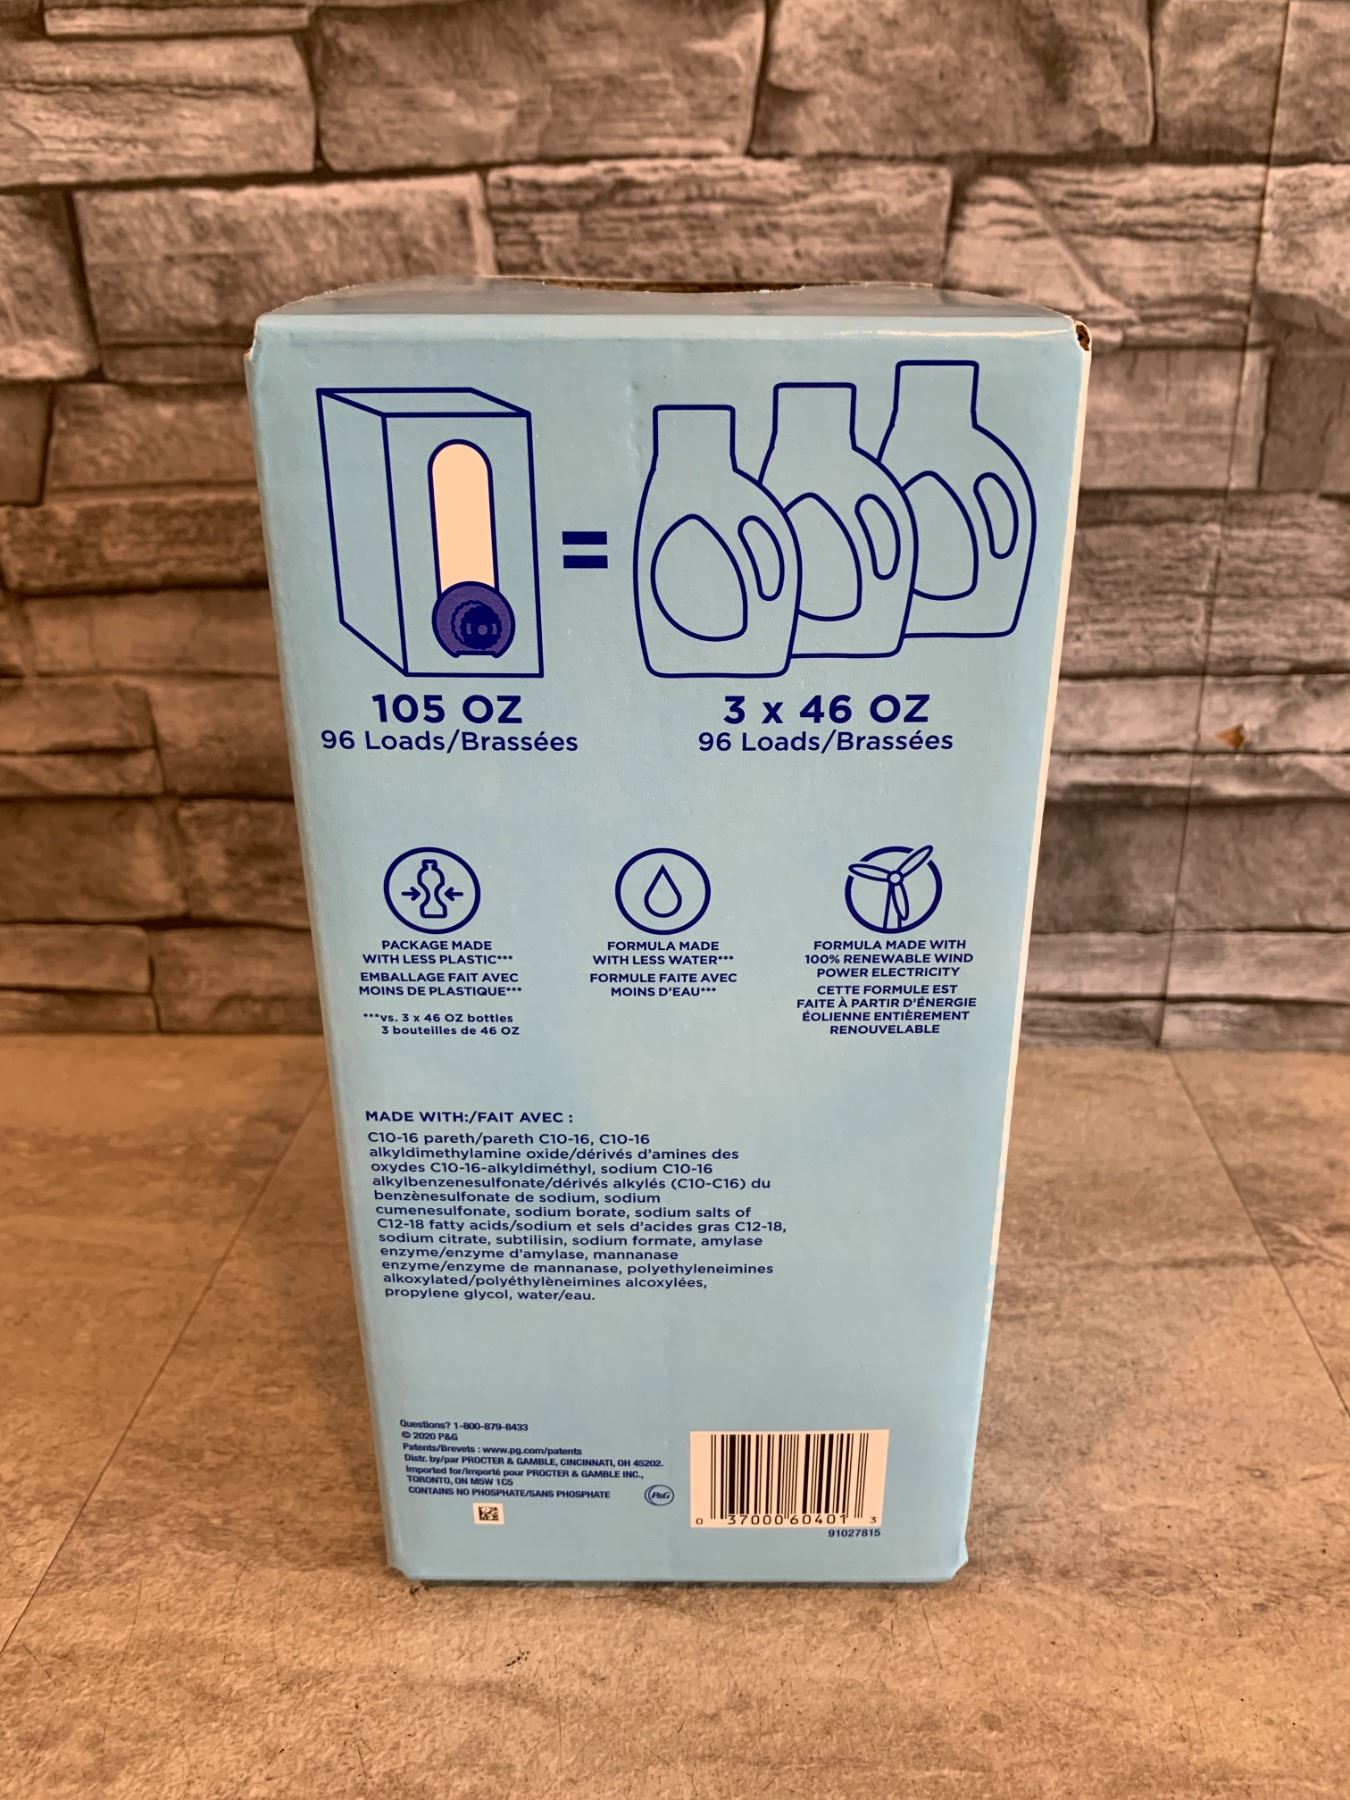 105 OZ
96 Loads/Brassées
3 x 46 OZ
96 Loads/Brassées
PACKAGE MADE
WITH LESS PLASTIC***
EMBALLAGE FAIT AVEC
MOINS DE PLASTIQUE***
***vs. 3 x 46 OZ bottles
3 bouteilles de 46 OZ
FORMULA MADE
WITH LESS WATER***
FORMULE FAITE AVEC
MOINS D'EAU***
FORMULA MADE WITH
100% RENEWABLE WIND
POWER ELECTRICITY
CETTE FORMULE EST
FAITE À PARTIR D'ÉNERGIE
ÉOLIENNE ENTIÈREMENT
RENOUVELABLE
MADE WITH:/FAIT AVEC :
C10-16 pareth/pareth C10-16, C10-16
alkyldimethylamine oxide/dérivés d'amines des
oxydes C10-16-alkyldiméthyl, sodium C10-16
alkylbenzenesulfonate/dérivés alkylés (C10-C16) du
benzènesulfonate de sodium, sodium
cumenesulfonate, sodium borate, sodium salts of
C12-18 fatty acids/sodium et sels d'acides gras C12-18,
sodium citrate, subtilisin, sodium formate, amylase
enzyme/enzyme d'amylase, mannanase
enzyme/enzyme de mannanase, polyethyleneimines
alkoxylated/polyéthylèneimines alcoxylées,
propylene glycol, water/eau.
Questions? 1-800-879-8433
© 2020 P&G
Patents/Brevets : www.pg.com/patents
Distr. by/par PROCTER & GAMBLE, CINCINNATI, OH 45202.
Imported for/Importé pour PROCTER & GAMBLE INC.,
TORONTO, ON M5W 1C5
CONTAINS NO PHOSPHATE/SANS PHOSPHATE
P&G
0 37000 60401 3
91027815